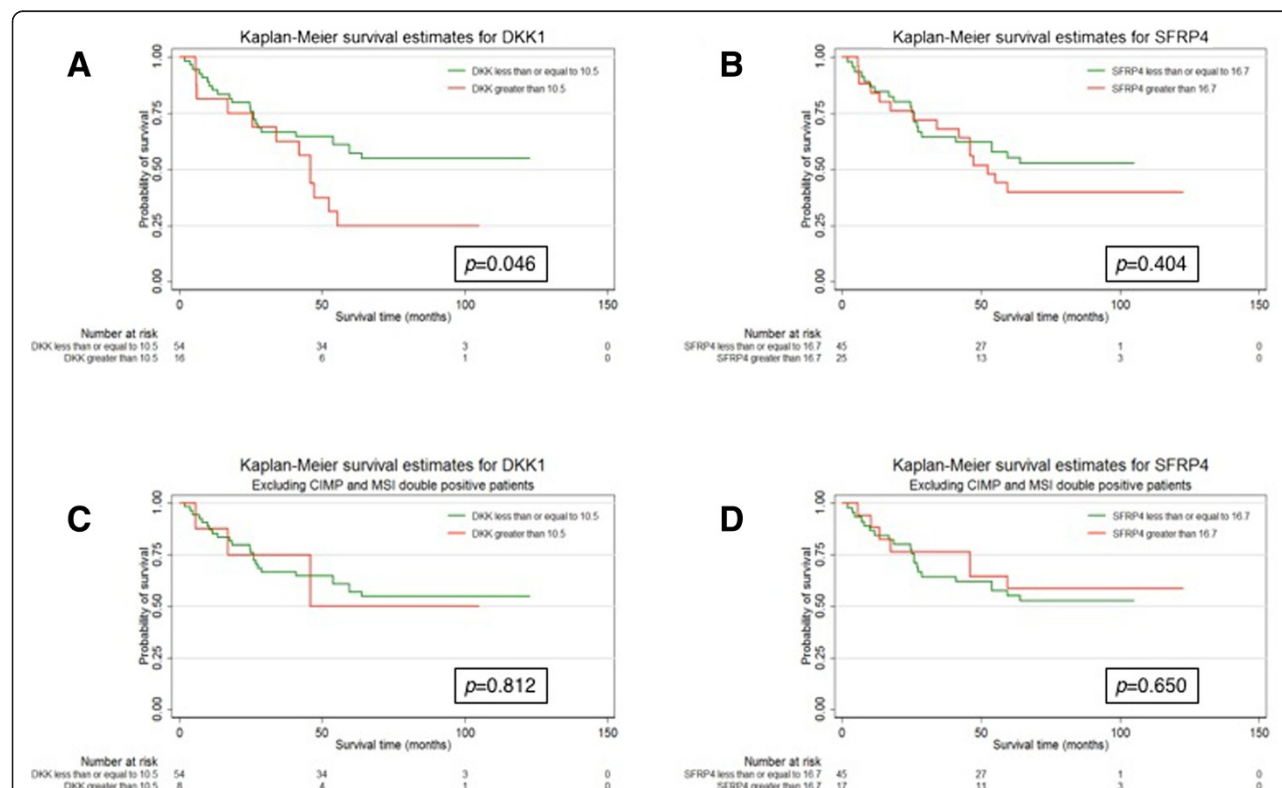 A
Kaplan-Meier survival estimates for DKK1
DKK less than or equal to 10.5
DKK greater than 10.5
Probability of survival
1.00
0.75
0.50
0.25
0.00
p=0.046
0 50 100 150
Survival time (months)
Number at risk
DKK less than or equal to 10.5 54 34 3 0
DKK greater than 10.5 16 6 1 0
B
Kaplan-Meier survival estimates for SFRP4
SFRP4 less than or equal to 16.7
SFRP4 greater than 16.7
Probability of survival
1.00
0.75
0.50
0.25
0.00
p=0.404
0 50 100 150
Survival time (months)
Number at risk
SFRP4 less than or equal to 16.7 45 27 1 0
SFRP4 greater than 16.7 25 13 3 0
C
Kaplan-Meier survival estimates for DKK1
Excluding CIMP and MSI double positive patients
DKK less than or equal to 10.5
DKK greater than 10.5
Probability of survival
1.00
0.75
0.50
0.25
0.00
p=0.812
0 50 100 150
Survival time (months)
Number at risk
DKK less than or equal to 10.5 54 34 3 0
DKK greater than 10.5 8 4 1 0
D
Kaplan-Meier survival estimates for SFRP4
Excluding CIMP and MSI double positive patients
SFRP4 less than or equal to 16.7
SFRP4 greater than 16.7
Probability of survival
1.00
0.75
0.50
0.25
0.00
p=0.650
0 50 100 150
Survival time (months)
Number at risk
SFRP4 less than or equal to 16.7 45 27 1 0
SFRP4 greater than 16.7 17 11 3 0